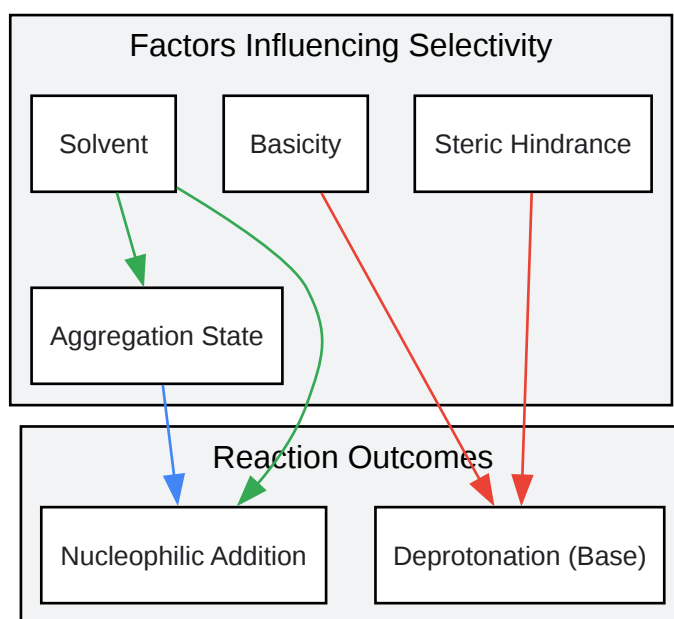 Factors Influencing Selectivity
Solvent
Basicity
Steric Hindrance
Aggregation State
Reaction Outcomes
Nucleophilic Addition
Deprotonation (Base)